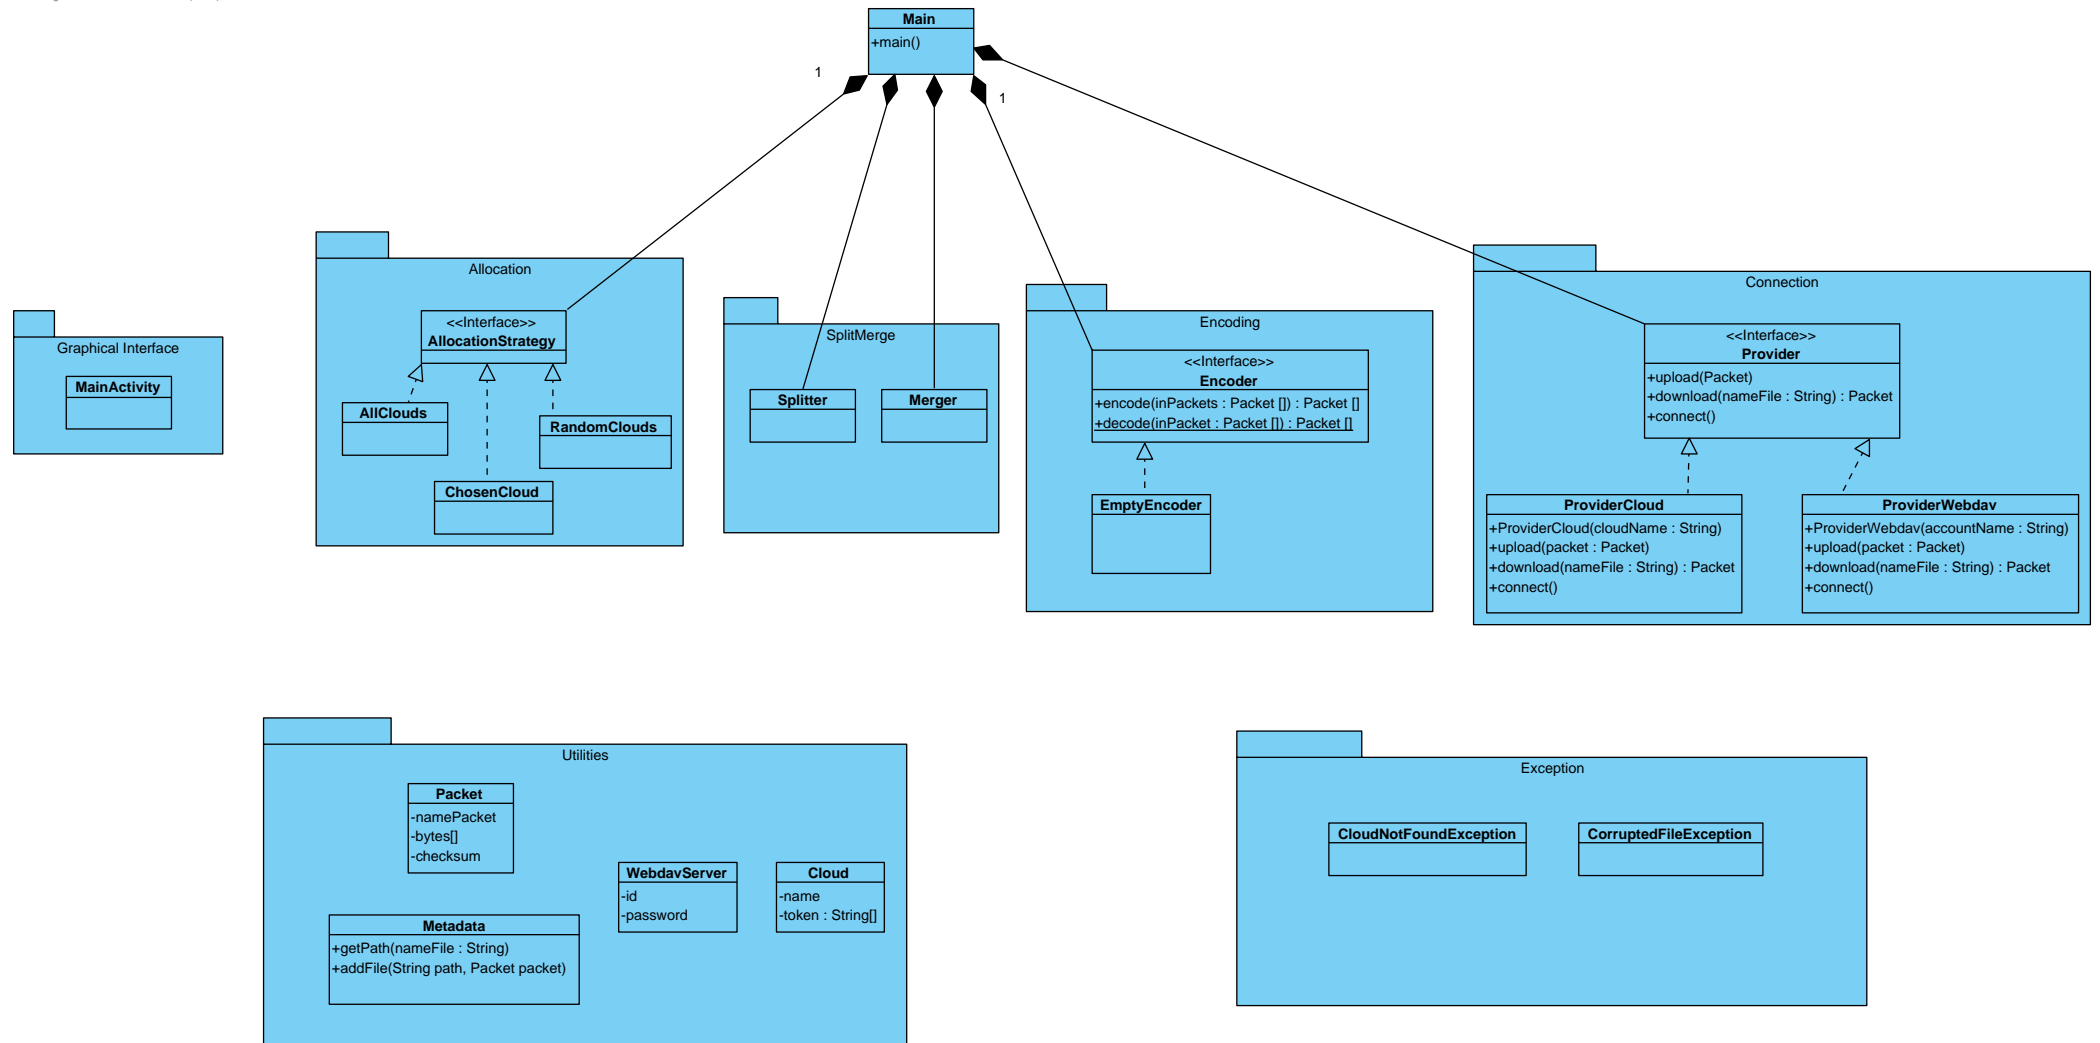 Main
+main()
1
1
Graphical Interface
MainActivity
Allocation
<<Interface>>
AllocationStrategy
AllClouds
RandomClouds
ChosenCloud
SplitMerge
Splitter
Merger
Encoding
<<Interface>>
Encoder
+encode(inPackets : Packet []) : Packet []
+decode(inPacket : Packet []) : Packet []
EmptyEncoder
Connection
<<Interface>>
Provider
+upload(Packet)
+download(nameFile : String) : Packet
+connect()
ProviderCloud
+ProviderCloud(cloudName : String)
+upload(packet : Packet)
+download(nameFile : String) : Packet
+connect()
ProviderWebdav
+ProviderWebdav(accountName : String)
+upload(packet : Packet)
+download(nameFile : String) : Packet
+connect()
Utilities
Packet
-namePacket
-bytes[]
-checksum
WebdavServer
-id
-password
Cloud
-name
-token : String[]
Metadata
+getPath(nameFile : String)
+addFile(String path, Packet packet)
Exception
CloudNotFoundException
CorruptedFileException